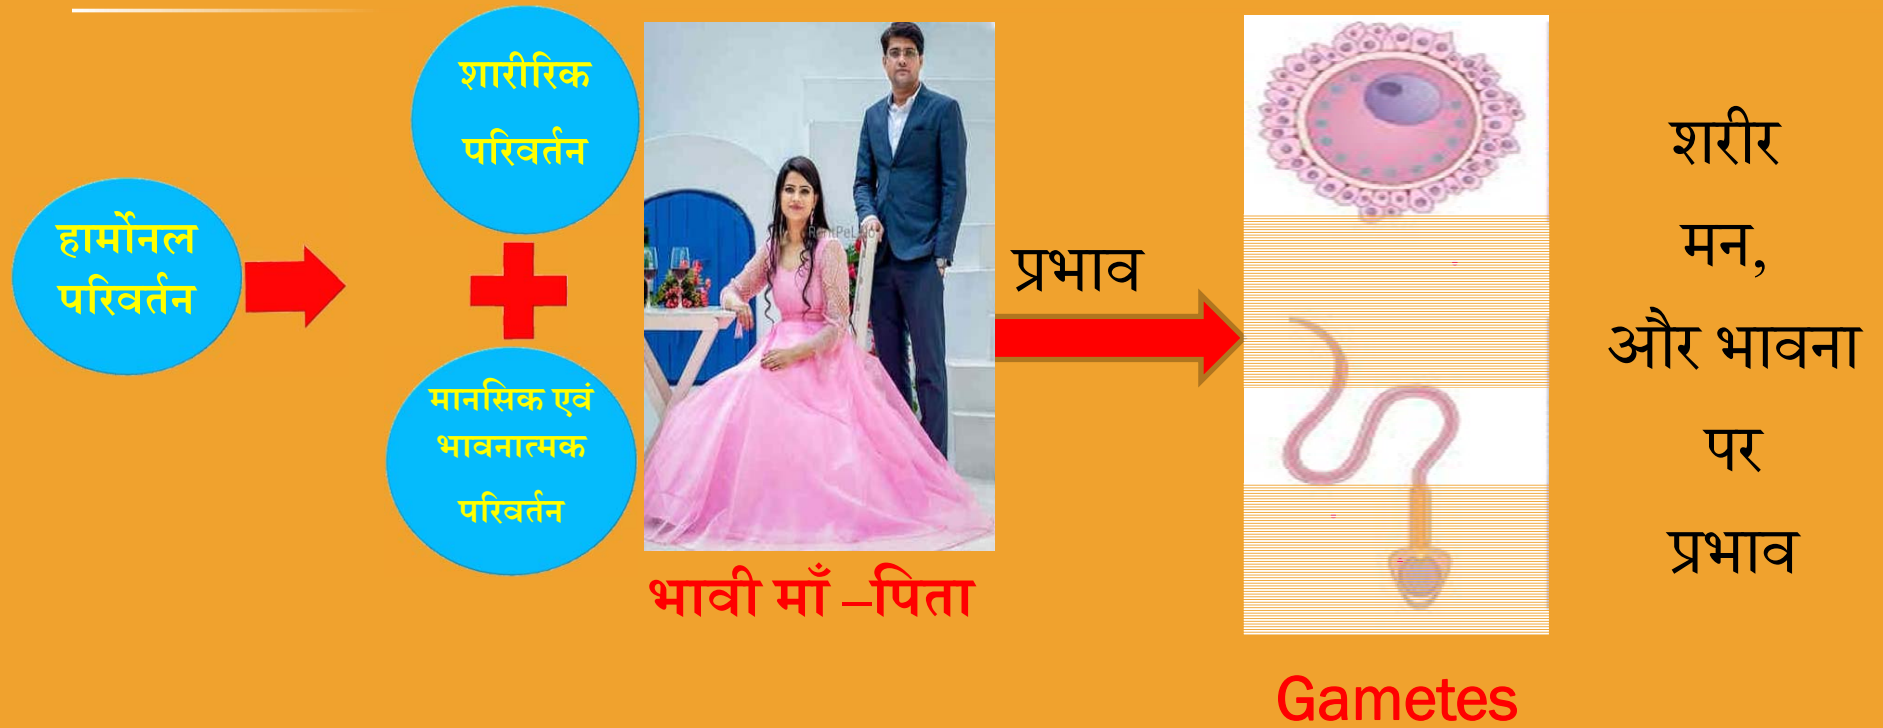 हार्मोनल
परिवर्तन
शारीरिक
परिवर्तन
मानसिक एवं
भावनात्मक
परिवर्तन
भावी माँ –पिता
प्रभाव
Gametes
शरीर
मन,
और भावना
पर
प्रभाव